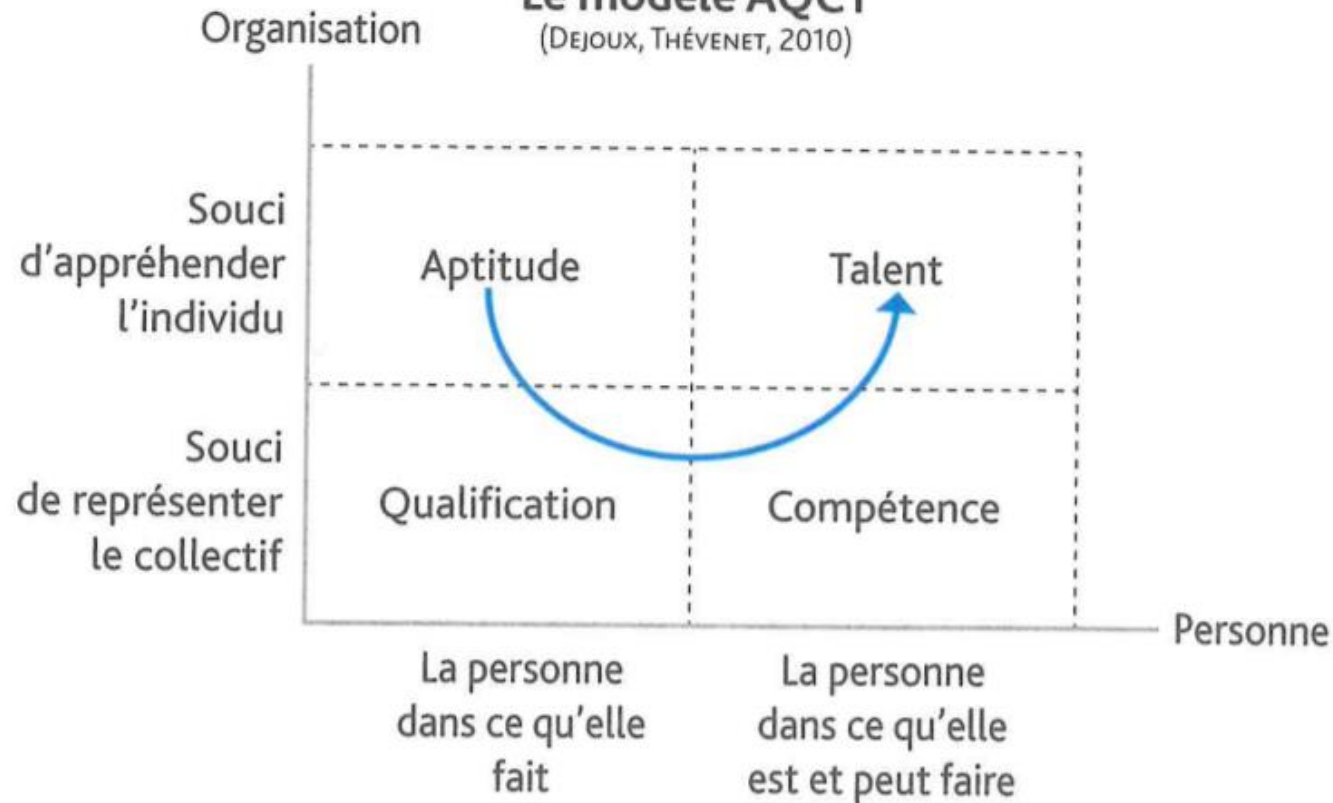 Le modèle AQCT
(DEJOUX, THÉVENET, 2010)
Organisation
Souci
d'appréhender
l'individu
Aptitude
Talent
Souci
de représenter
le collectif
Qualification
Compétence
Personne
La personne
dans ce qu'elle
fait
La personne
dans ce qu'elle
est et peut faire